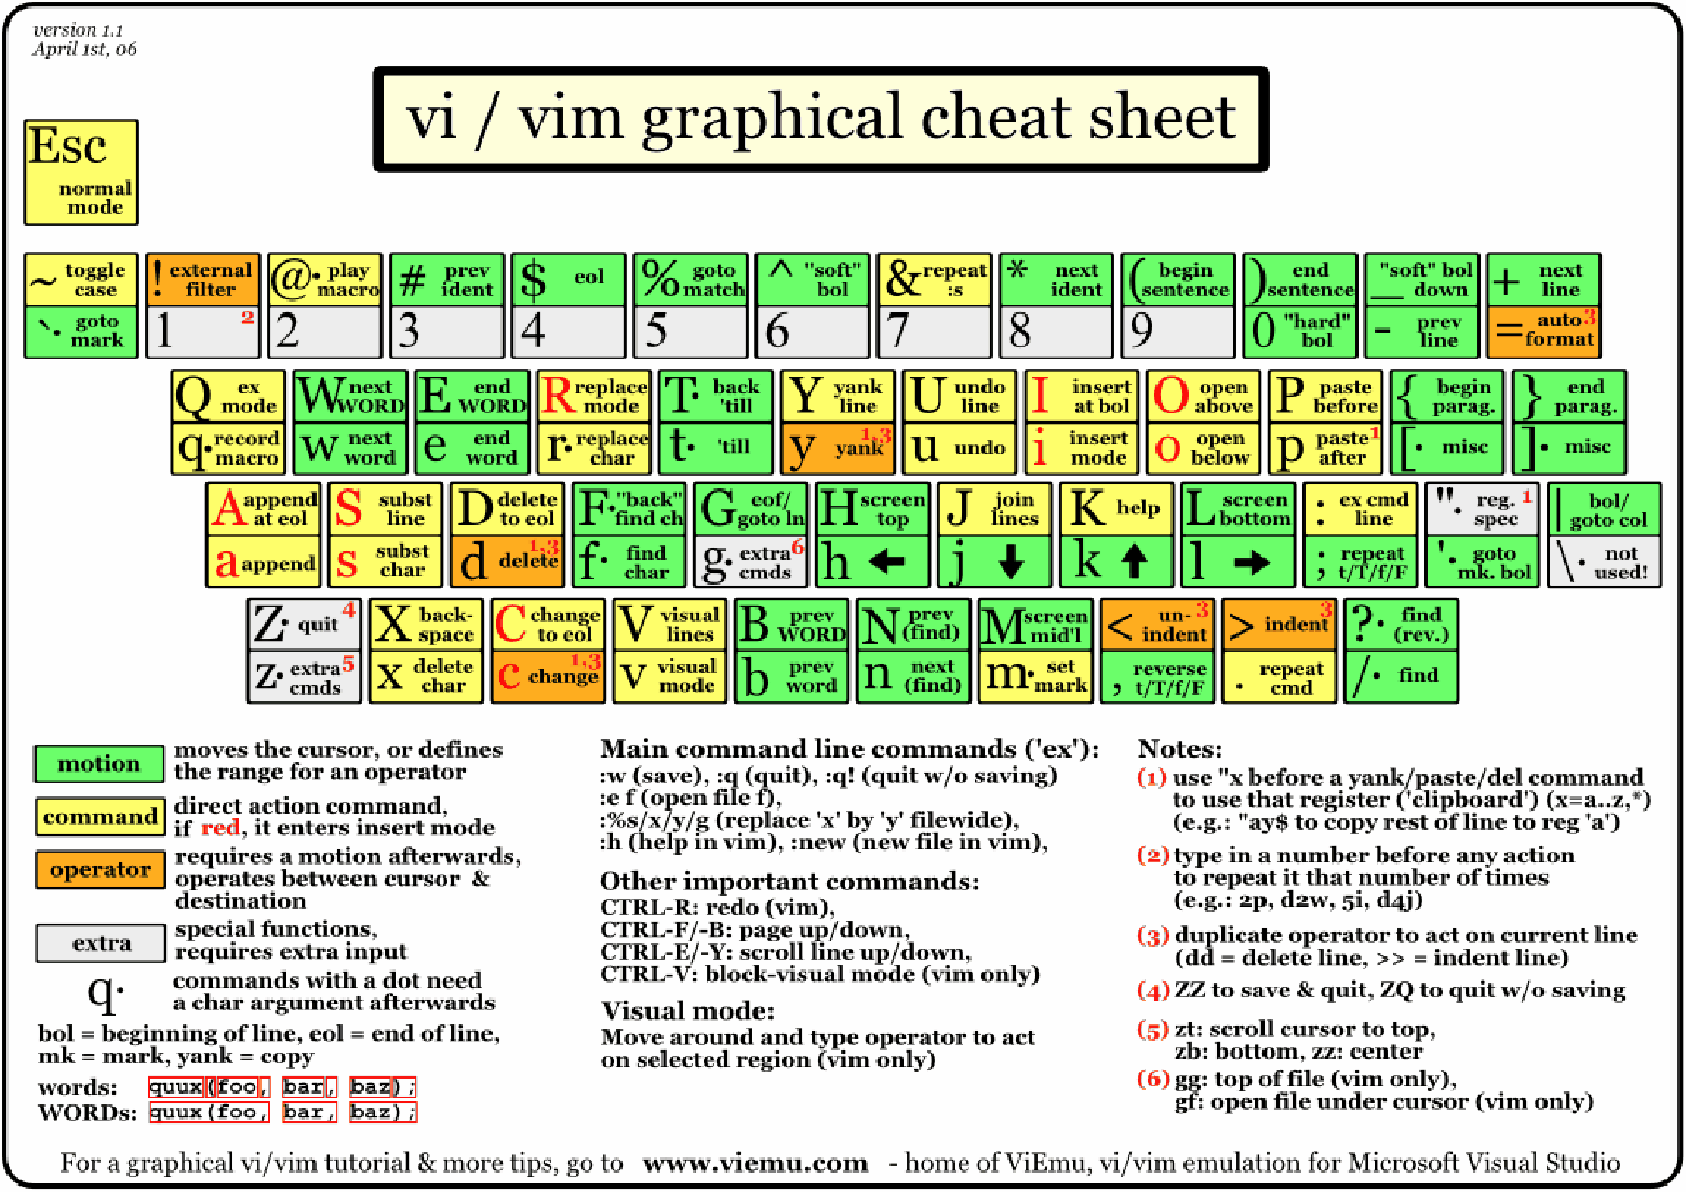 version 1.1
April 1st, 06
vi / vim graphical cheat sheet
Esc
normal
mode
~ toggle
case
! external
filter
@· play
macro
# prev
ident
$ eol
% goto
match
^ "soft"
bol
& repeat
:s
* next
ident
( begin
sentence
) end
sentence
_ "soft" bol
down
+ next
line
`· goto
mark
1 2
2
3
4
5
6
7
8
9
0 "hard"
bol
- prev
line
= auto 3
format
Q ex
mode
W next
WORD
E end
WORD
R replace
mode
T· back
'till
Y yank
line
U undo
line
I insert
at bol
O open
above
P paste
before
{ begin
parag.
} end
parag.
q· record
macro
w next
word
e end
word
r· replace
char
t· 'till
y yank 1,3
u undo
i insert
mode
o open
below
p paste 1
after
[· misc
]· misc
A append
at eol
S subst
line
D delete
to eol
F· "back"
find ch
G eof/
goto ln
H screen
top
J join
lines
K help
L screen
bottom
: ex cmd
line
"· reg. 1
spec
| bol/
goto col
a append
s subst
char
d delete 1,3
f· find
char
g· extra 6
cmds
h ←
j ↓
k ↑
l →
; repeat
t/T/f/F
'· goto
mk. bol
\· not
used!
Z· quit 4
X back-
space
C change
to eol
V visual
lines
B prev
WORD
N prev
(find)
M screen
mid'l
< un- 3
indent
> indent 3
?· find
(rev.)
z· extra 5
cmds
x delete
char
c change 1,3
v visual
mode
b prev
word
n next
(find)
m· set
mark
, reverse
t/T/f/F
. repeat
cmd
/· find
motion moves the cursor, or defines
the range for an operator
command direct action command,
if red, it enters insert mode
operator requires a motion afterwards,
operates between cursor &
destination
extra special functions,
requires extra input
q· commands with a dot need
a char argument afterwards
bol = beginning of line, eol = end of line,
mk = mark, yank = copy
words: quux(foo, bar, baz);
WORDs: quux(foo, bar, baz);
Main command line commands ('ex'):
:w (save), :q (quit), :q! (quit w/o saving)
:e f (open file f),
:%s/x/y/g (replace 'x' by 'y' filewide),
:h (help in vim), :new (new file in vim),
Other important commands:
CTRL-R: redo (vim),
CTRL-F/-B: page up/down,
CTRL-E/-Y: scroll line up/down,
CTRL-V: block-visual mode (vim only)
Visual mode:
Move around and type operator to act
on selected region (vim only)
Notes:
(1) use "x before a yank/paste/del command
to use that register ('clipboard') (x=a..z,*)
(e.g.: "ay$ to copy rest of line to reg 'a')
(2) type in a number before any action
to repeat it that number of times
(e.g.: 2p, d2w, 5i, d4j)
(3) duplicate operator to act on current line
(dd = delete line, >> = indent line)
(4) ZZ to save & quit, ZQ to quit w/o saving
(5) zt: scroll cursor to top,
zb: bottom, zz: center
(6) gg: top of file (vim only),
gf: open file under cursor (vim only)
For a graphical vi/vim tutorial & more tips, go to www.viemu.com - home of ViEmu, vi/vim emulation for Microsoft Visual Studio